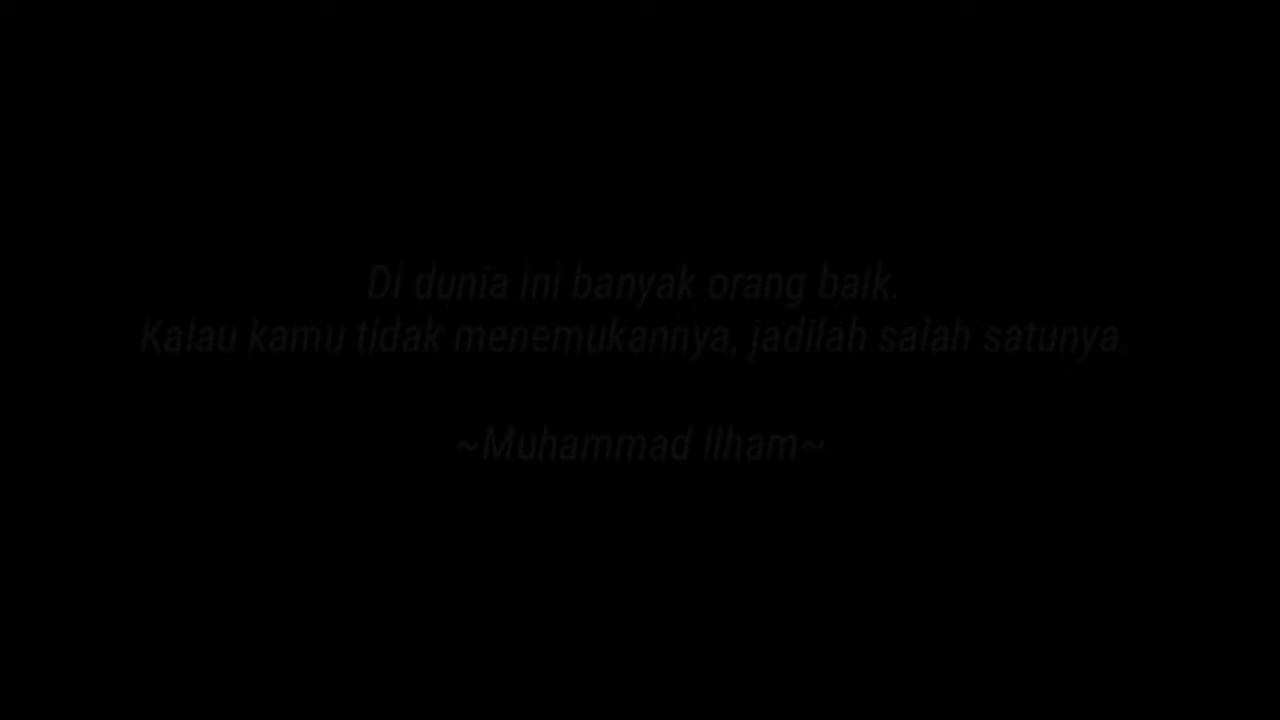 Di dunia ini banyak orang baik.
Kalau kamu tidak menemukannya, jadilah salah satunya.
~Muhammad Ilham~